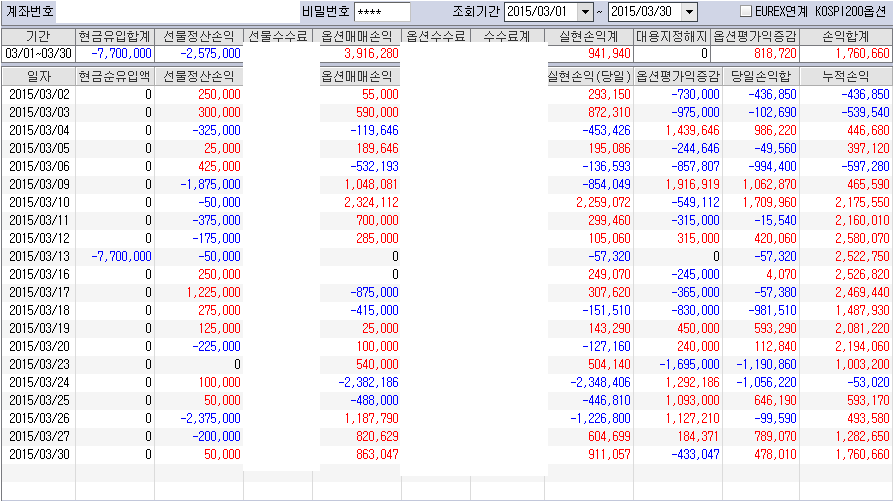 계좌번호 비밀번호 **** 조회기간 2015/03/01 ~ 2015/03/30 EUREX연계 KOSPI200옵션
기간 현금유입합계 선물정산손익 선물수수료 옵션매매손익 옵션수수료 수수료계 실현손익계 대용지정해지 옵션평가익증감 손익합계
03/01~03/30 -7,700,000 -2,575,000 3,916,280 941,940 0 818,720 1,760,660
일자 현금순유입액 선물정산손익 옵션매매손익 실현손익(당일) 옵션평가익증감 당일손익합 누적손익
2015/03/02 0 250,000 55,000 293,150 -730,000 -436,850 -436,850
2015/03/03 0 300,000 590,000 872,310 -975,000 -102,690 -539,540
2015/03/04 0 -325,000 -119,646 -453,426 1,439,646 986,220 446,680
2015/03/05 0 25,000 189,646 195,086 -244,646 -49,560 397,120
2015/03/06 0 425,000 -532,193 -136,593 -857,807 -994,400 -597,280
2015/03/09 0 -1,875,000 1,048,081 -854,049 1,916,919 1,062,870 465,590
2015/03/10 0 -50,000 2,324,112 2,259,072 -549,112 1,709,960 2,175,550
2015/03/11 0 -375,000 700,000 299,460 -315,000 -15,540 2,160,010
2015/03/12 0 -175,000 285,000 105,060 315,000 420,060 2,580,070
2015/03/13 -7,700,000 -50,000 0 -57,320 0 -57,320 2,522,750
2015/03/16 0 250,000 0 249,070 -245,000 4,070 2,526,820
2015/03/17 0 1,225,000 -875,000 307,620 -365,000 -57,380 2,469,440
2015/03/18 0 275,000 -415,000 -151,510 -830,000 -981,510 1,487,930
2015/03/19 0 125,000 25,000 143,290 450,000 593,290 2,081,220
2015/03/20 0 -225,000 100,000 -127,160 240,000 112,840 2,194,060
2015/03/23 0 0 540,000 504,140 -1,695,000 -1,190,860 1,003,200
2015/03/24 0 100,000 -2,382,186 -2,348,406 1,292,186 -1,056,220 -53,020
2015/03/25 0 50,000 -488,000 -446,810 1,093,000 646,190 593,170
2015/03/26 0 -2,375,000 1,187,790 -1,226,800 1,127,210 -99,590 493,580
2015/03/27 0 -200,000 820,629 604,699 184,371 789,070 1,282,650
2015/03/30 0 50,000 863,047 911,057 -433,047 478,010 1,760,660